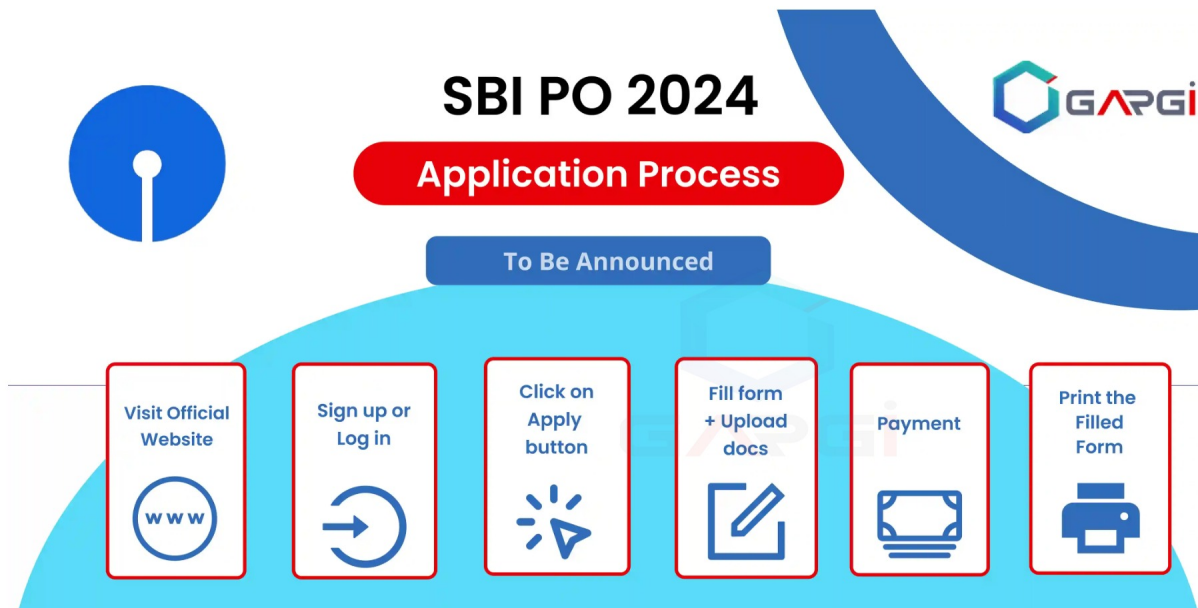 SBI PO 2024
GARGi
Application Process
To Be Announced
Visit Official
Website
www
Sign up or
Log in
Click on
Apply
button
Fill form
+ Upload
docs
Payment
Print the
Filled
Form
GARGi